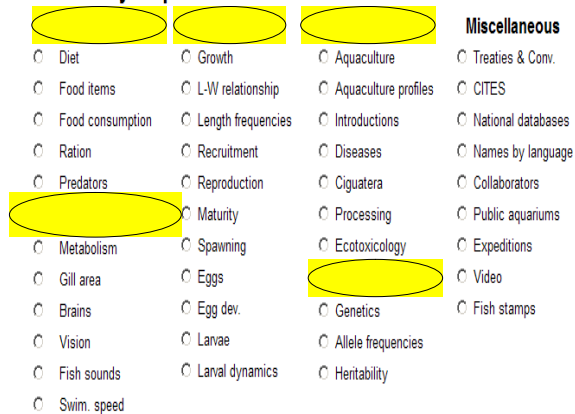 Miscellaneous
Diet
Food items
Food consumption
Ration
Predators
Metabolism
Gill area
Brains
Vision
Fish sounds
Swim. speed
Growth
L-W relationship
Length frequencies
Recruitment
Reproduction
Maturity
Spawning
Eggs
Egg dev.
Larvae
Larval dynamics
Aquaculture
Aquaculture profiles
Introductions
Diseases
Ciguatera
Processing
Ecotoxicology
Genetics
Allele frequencies
Heritability
Treaties & Conv.
CITES
National databases
Names by language
Collaborators
Public aquariums
Expeditions
Video
Fish stamps